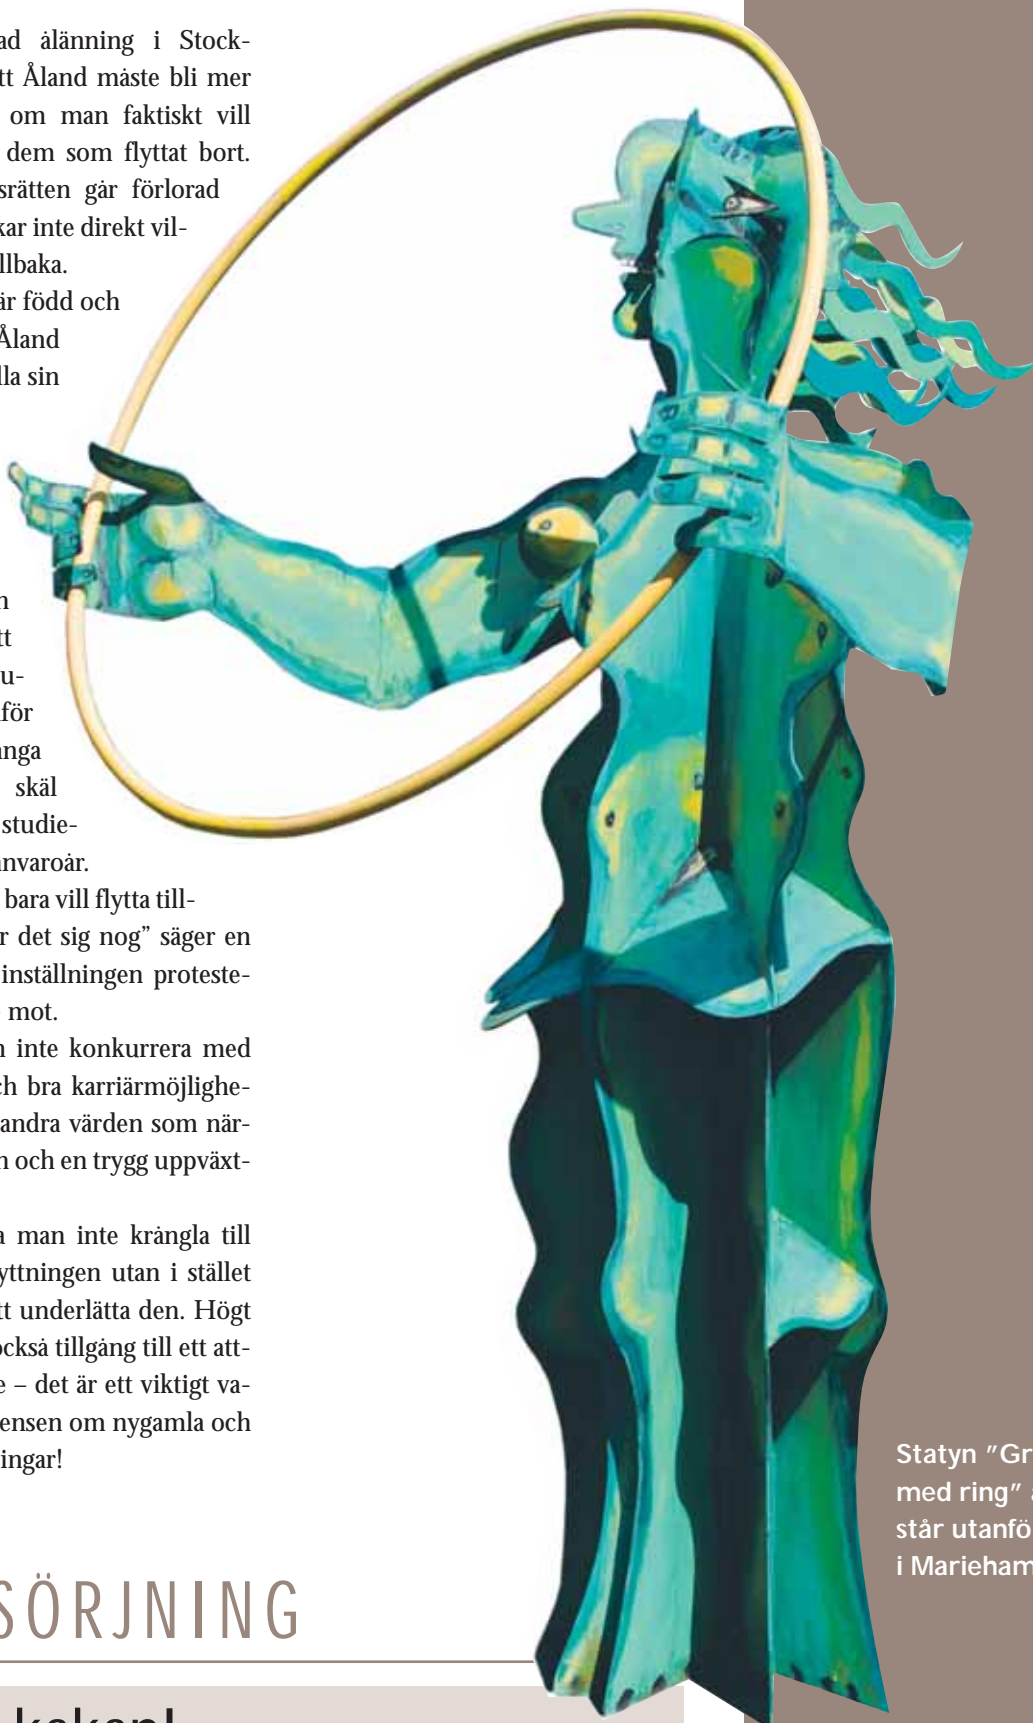 ad ålänning i Stock-
tt Åland måste bli mer
om man faktiskt vill
dem som flyttat bort.
srätten går förlorad
kar inte direkt vil-
llbaka.
är född och
Åland
lla sin
n
tt
u-
för
nga
skäl
studie-
nvaroår.
bara vill flytta till-
r det sig nog” säger en
inställningen proteste-
mot.
n inte konkurrera med
ch bra karriärmöjlighe-
andra värden som när-
n och en trygg uppväxt-
a man inte krångla till
yttningen utan i stället
tt underlätta den. Högt
också tillgång till ett att-
e – det är ett viktigt va-
ensen om nygamla och
ingar!
Statyn ”Gr
med ring” a
står utanfö
i Marieham
SÖRJNING
kakan!